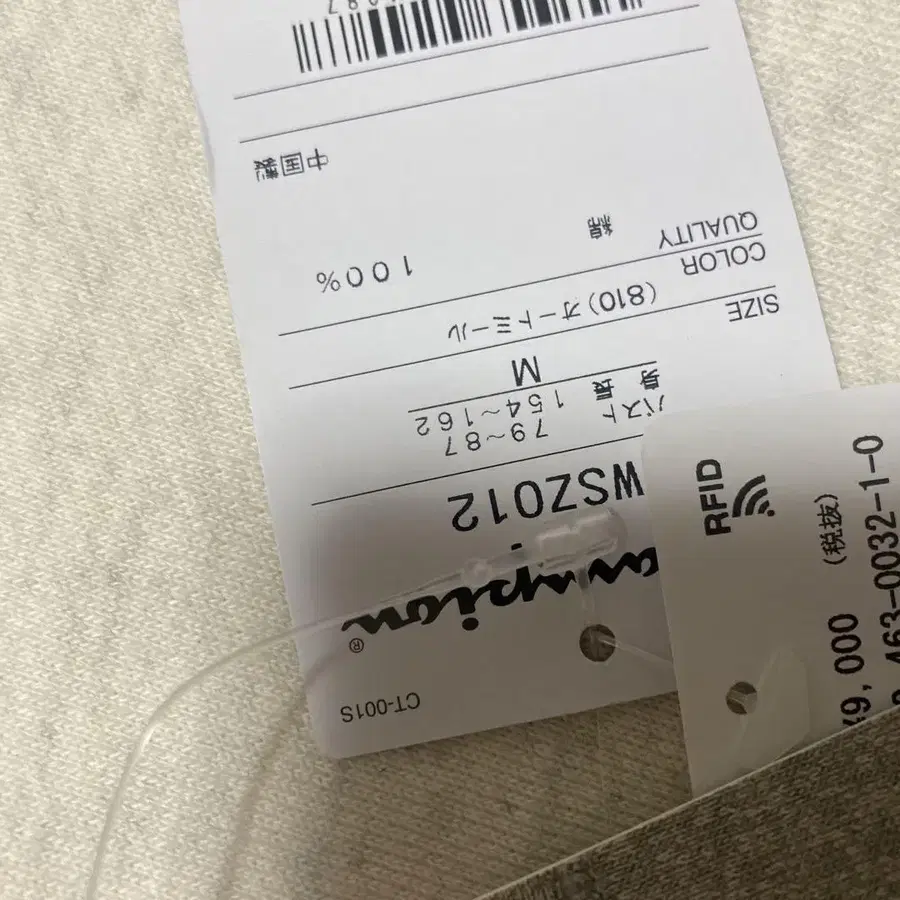 CT-001S
ampion®
WSZ012
バスト 79~87
身長 154~162
SIZE M
COLOR (810)オートミール
QUALITY 綿 100%
中国製
RFID
(税抜)
¥9,000
463-0032-1-0